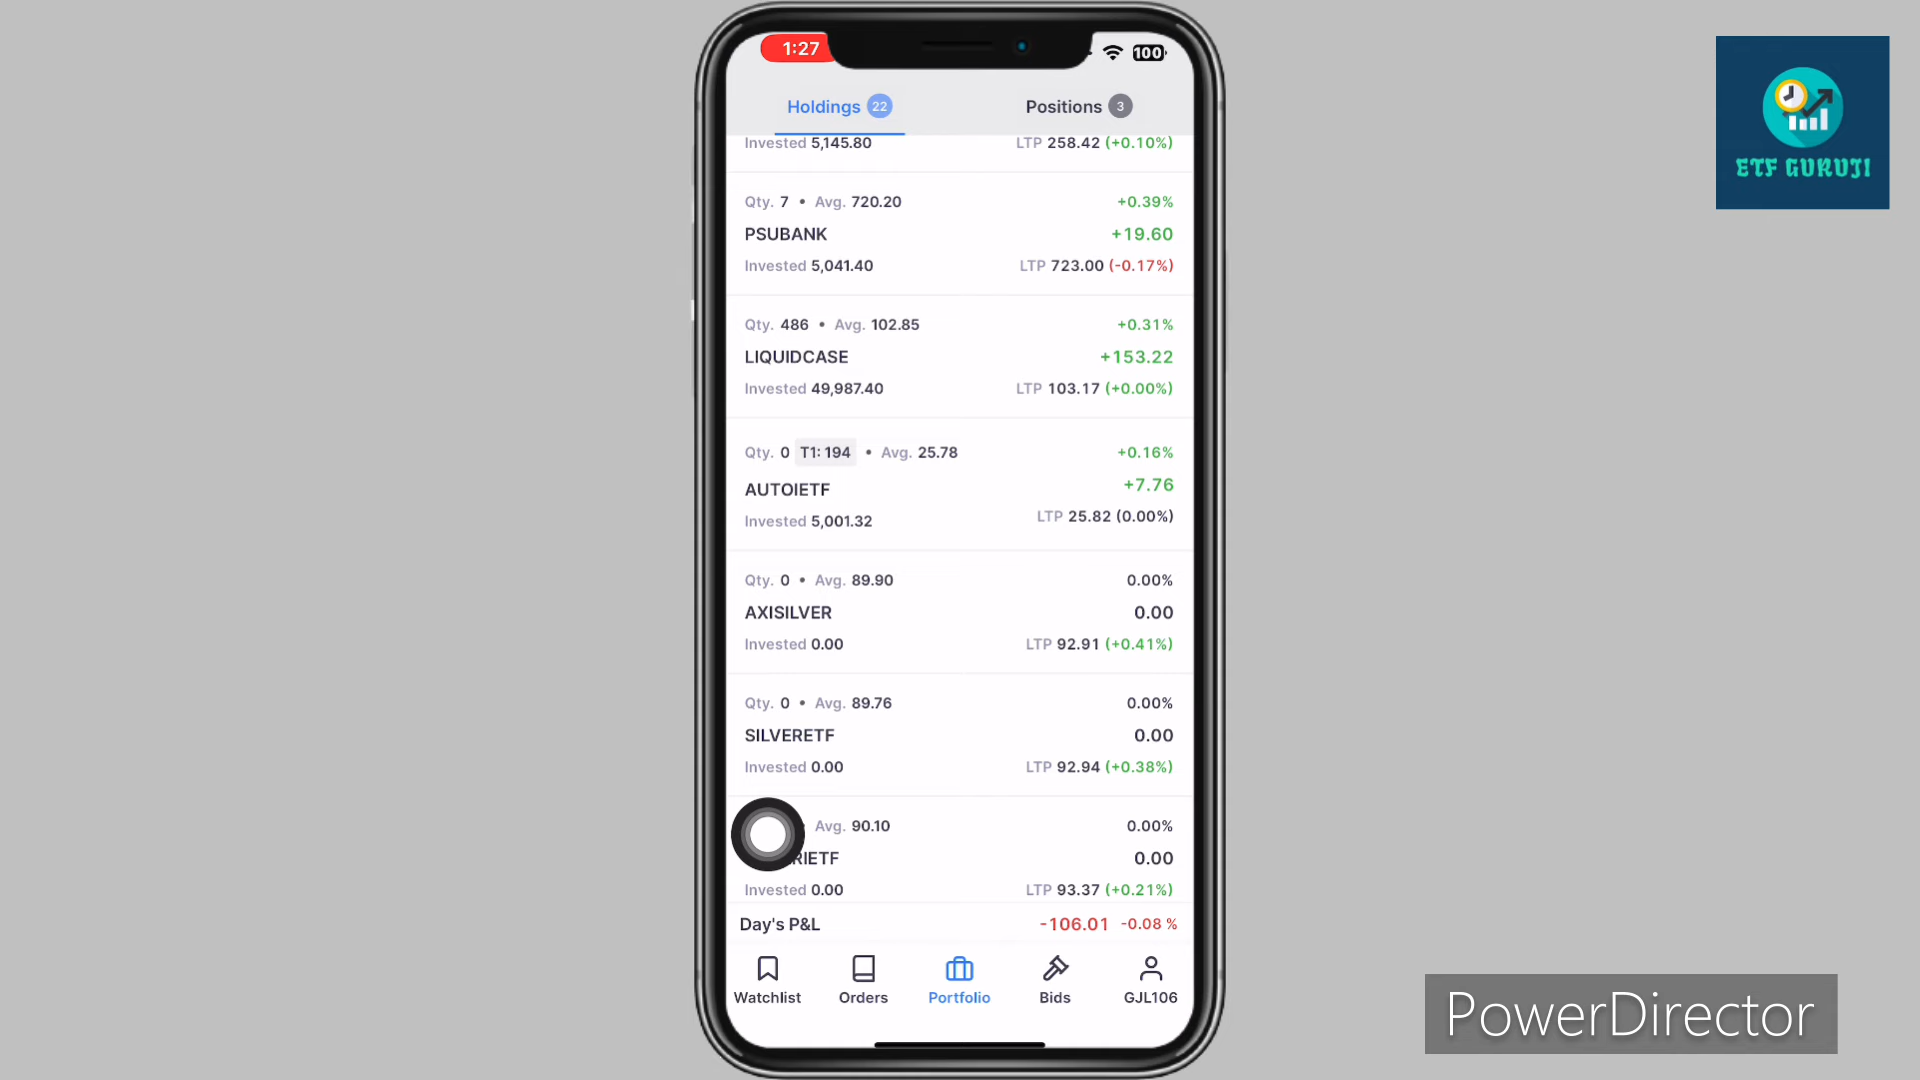 1:27
100
Holdings 22
Positions 3
Invested 5,145.80
LTP 258.42 (+0.10%)
Qty. 7 • Avg. 720.20
+0.39%
PSUBANK
+19.60
Invested 5,041.40
LTP 723.00 (-0.17%)
Qty. 486 • Avg. 102.85
+0.31%
LIQUIDCASE
+153.22
Invested 49,987.40
LTP 103.17 (+0.00%)
Qty. 0 T1: 194 • Avg. 25.78
+0.16%
AUTOIETF
+7.76
Invested 5,001.32
LTP 25.82 (0.00%)
Qty. 0 • Avg. 89.90
0.00%
AXISILVER
0.00
Invested 0.00
LTP 92.91 (+0.41%)
Qty. 0 • Avg. 89.76
0.00%
SILVERETF
0.00
Invested 0.00
LTP 92.94 (+0.38%)
Avg. 90.10
0.00%
RIETF
0.00
Invested 0.00
LTP 93.37 (+0.21%)
Day's P&L
-106.01 -0.08 %
Watchlist
Orders
Portfolio
Bids
GJL106
ETF GURUJI
PowerDirector